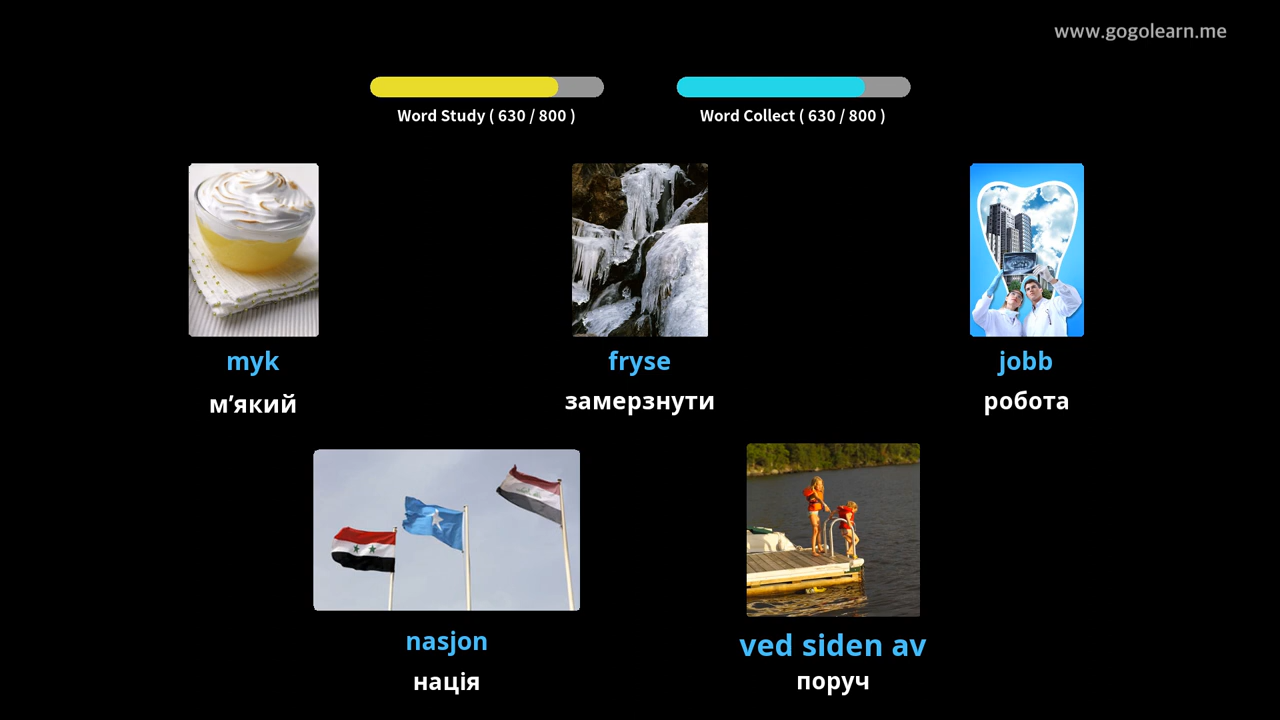 www.gogolearn.me
Word Study ( 630 / 800 )
Word Collect ( 630 / 800 )
myk
м’який
fryse
замерзнути
jobb
робота
nasjon
нація
ved siden av
поруч